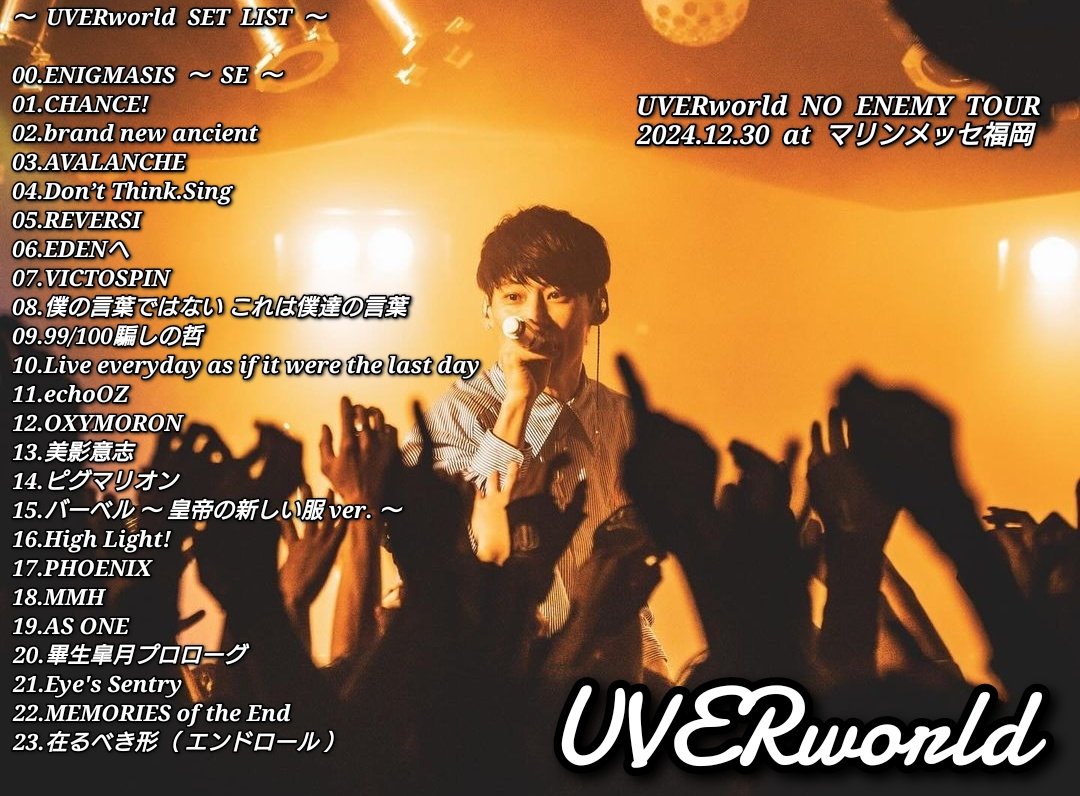 ～ UVERworld SET LIST ～
00.ENIGMASIS ～ SE ～
01.CHANCE!
02.brand new ancient
03.AVALANCHE
04.Don’t Think.Sing
05.REVERSI
06.EDENへ
07.VICTOSPIN
08.僕の言葉ではない これは僕達の言葉
09.99/100騙しの哲
10.Live everyday as if it were the last day
11.echoOZ
12.OXYMORON
13.美影意志
14.ピグマリオン
15.バーベル ～ 皇帝の新しい服 ver. ～
16.High Light!
17.PHOENIX
18.MMH
19.AS ONE
20.畢生皐月プロローグ
21.Eye's Sentry
22.MEMORIES of the End
23.在るべき形（ エンドロール ）
UVERworld NO ENEMY TOUR
2024.12.30 at マリンメッセ福岡
UVERworld